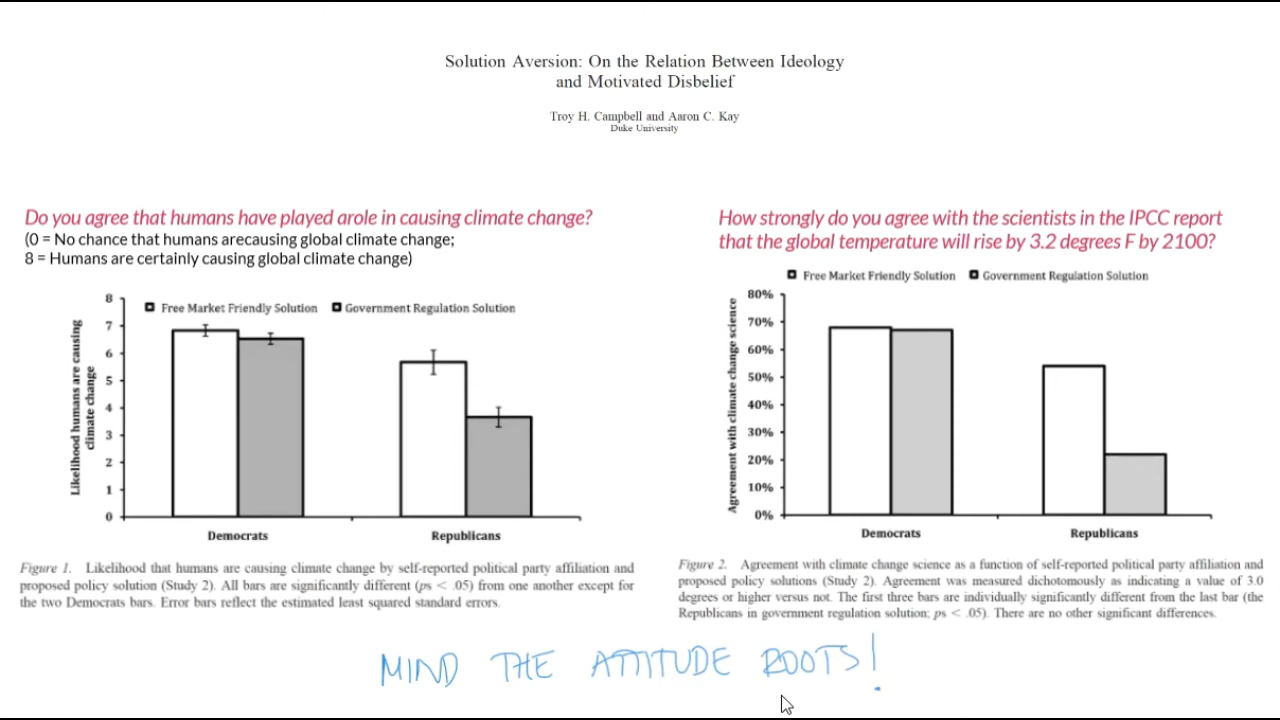 Solution Aversion: On the Relation Between Ideology
and Motivated Disbelief
Troy H. Campbell and Aaron C. Kay
Duke University
Do you agree that humans have played arole in causing climate change?
(0 = No chance that humans arecausing global climate change;
8 = Humans are certainly causing global climate change)
Free Market Friendly Solution Government Regulation Solution
Likelihood humans are causing
climate change
8
7
6
5
4
3
2
1
0
Democrats Republicans
Figure 1. Likelihood that humans are causing climate change by self-reported political party affiliation and
proposed policy solution (Study 2). All bars are significantly different (ps < .05) from one another except for
the two Democrats bars. Error bars reflect the estimated least squared standard errors.
How strongly do you agree with the scientists in the IPCC report
that the global temperature will rise by 3.2 degrees F by 2100?
Free Market Friendly Solution Government Regulation Solution
Agreement with climate change science
80%
70%
60%
50%
40%
30%
20%
10%
0%
Democrats Republicans
Figure 2. Agreement with climate change science as a function of self-reported political party affiliation and
proposed policy solutions (Study 2). Agreement was measured dichotomously as indicating a value of 3.0
degrees or higher versus not. The first three bars are individually significantly different from the last bar (the
Republicans in government regulation solution; ps < .05). There are no other significant differences.
MIND THE ATTITUDE ROOTS!